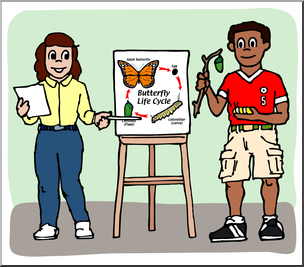 Adult Butterfly
Egg
Butterfly
Life Cycle
Caterpillar
(Larva)
(Pupa)
5